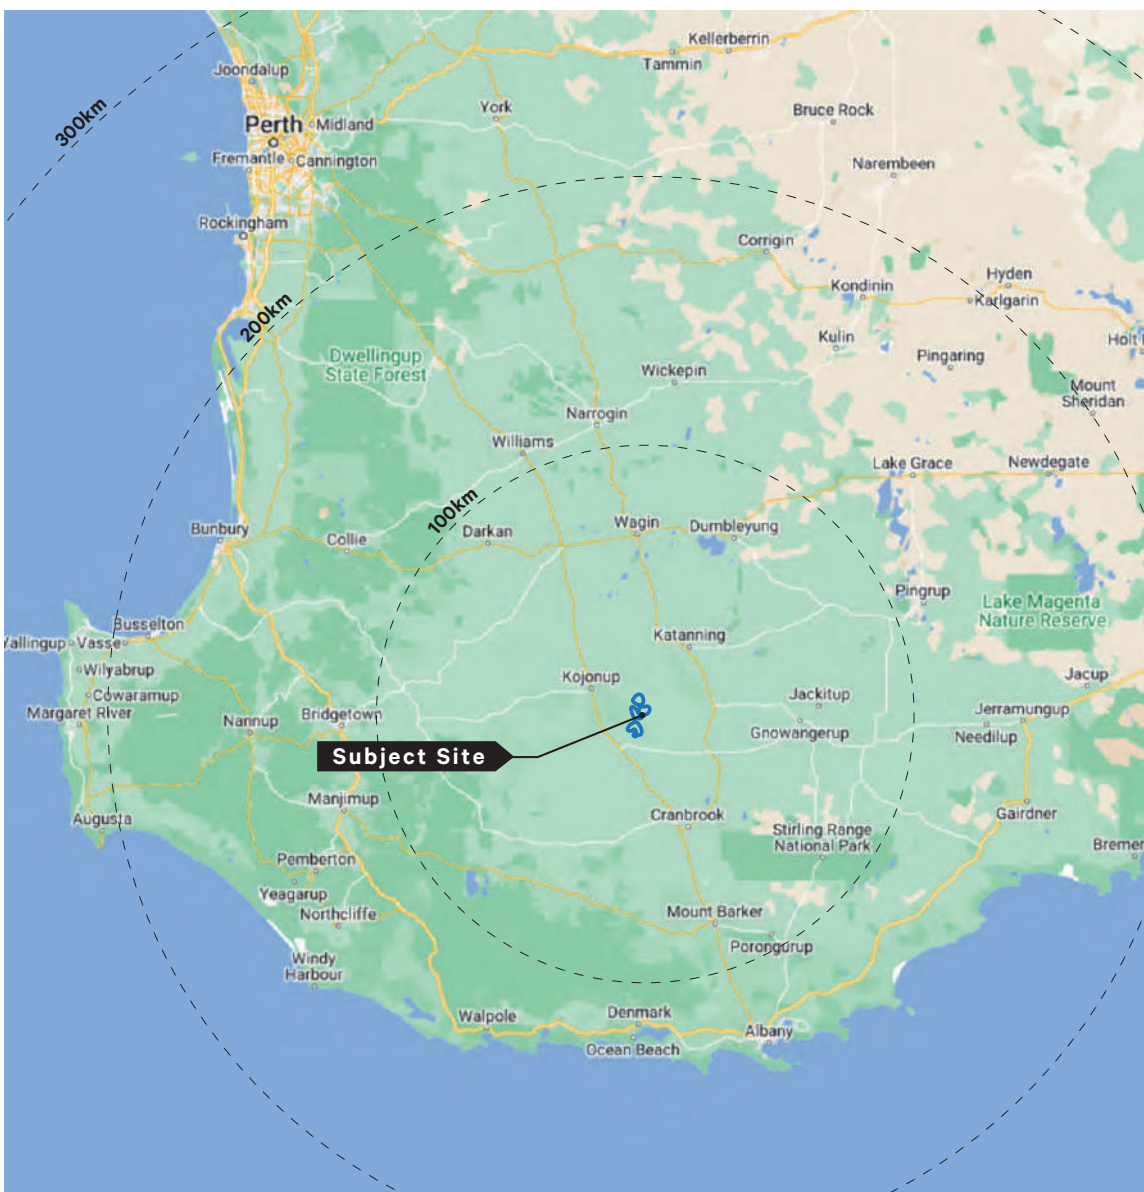 Kellerberrin
Tammin
Joondalup
300km
York
Bruce Rock
Perth
Midland
Fremantle
Cannington
Narembeen
Rockingham
Corrigin
Hyden
Kondinin
Karlgarin
200km
Kulin
Holt
Dwellingup
State Forest
Pingaring
Wickepin
Mount
Sheridan
Narrogin
Williams
Lake Grace
Newdegate
100km
Bunbury
Collie
Darkan
Wagin
Dumbleyung
Pingrup
Lake Magenta
Nature Reserve
Busselton
Yallingup
Vasse
Katanning
Wilyabrup
Kojonup
Jacup
Cowaramup
Jackitup
Margaret River
Nannup
Bridgetown
Jerramungup
Gnowangerup
Needilup
Subject Site
Manjimup
Augusta
Cranbrook
Gairdner
Stirling Range
National Park
Bremer
Pemberton
Yeagarup
Northcliffe
Mount Barker
Porongurup
Windy
Harbour
Walpole
Denmark
Albany
Ocean Beach